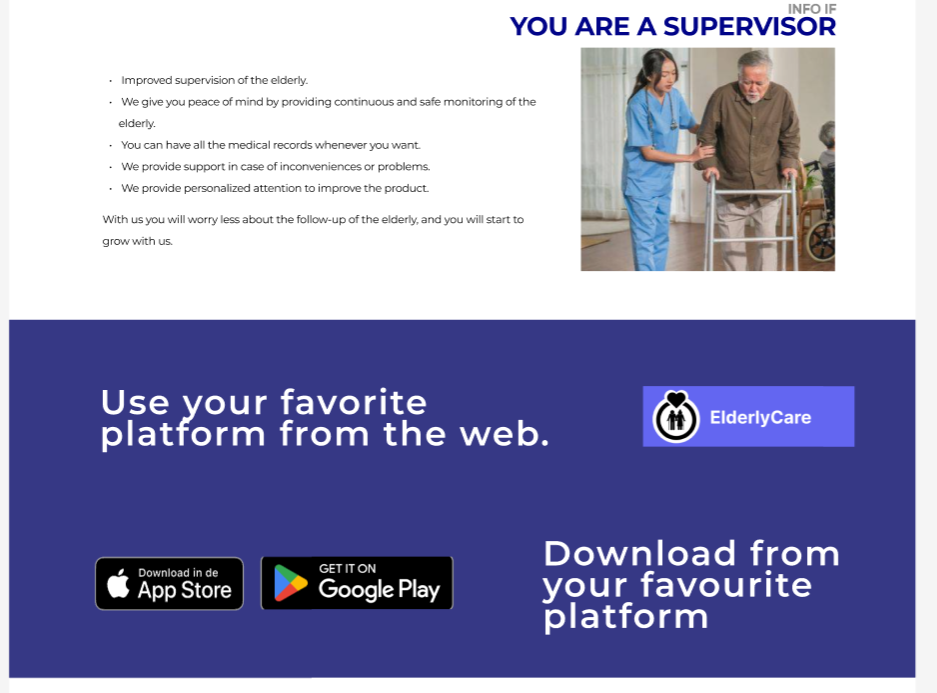 INFO IF
YOU ARE A SUPERVISOR
• Improved supervision of the elderly.
• We give you peace of mind by providing continuous and safe monitoring of the
elderly.
• You can have all the medical records whenever you want.
• We provide support in case of inconveniences or problems.
• We provide personalized attention to improve the product.
With us you will worry less about the follow-up of the elderly, and you will start to
grow with us.
Use your favorite
platform from the web.
ElderlyCare
Download in de
App Store
GET IT ON
Google Play
Download from
your favourite
platform